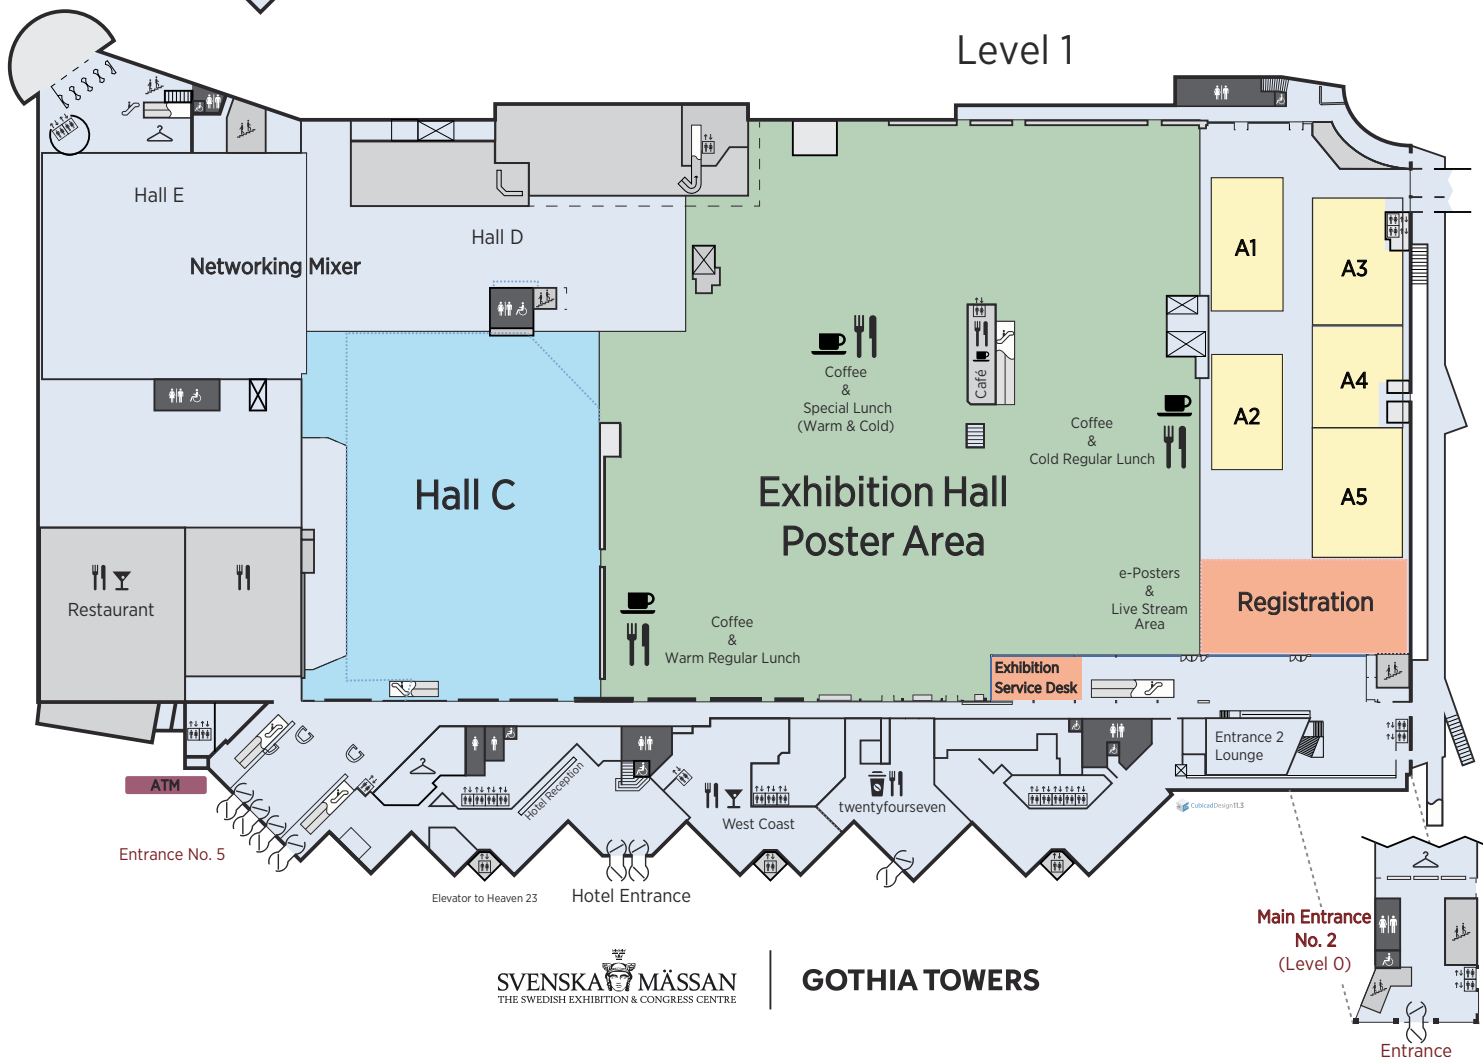 Level 1
Hall E
Hall D
Networking Mixer
A1
A3
A4
A2
A5
Café
Coffee
&
Special Lunch
(Warm & Cold)
Coffee
&
Cold Regular Lunch
Hall C
Exhibition Hall
Poster Area
e-Posters
&
Live Stream
Area
Registration
Restaurant
Coffee
&
Warm Regular Lunch
Exhibition
Service Desk
Entrance 2
Lounge
ATM
Hotel Reception
West Coast
twentyfourseven
CubicadDesign11.3
Entrance No. 5
Elevator to Heaven 23
Hotel Entrance
Main Entrance
No. 2
(Level 0)
Entrance
SVENSKA MÄSSAN
THE SWEDISH EXHIBITION & CONGRESS CENTRE
GOTHIA TOWERS